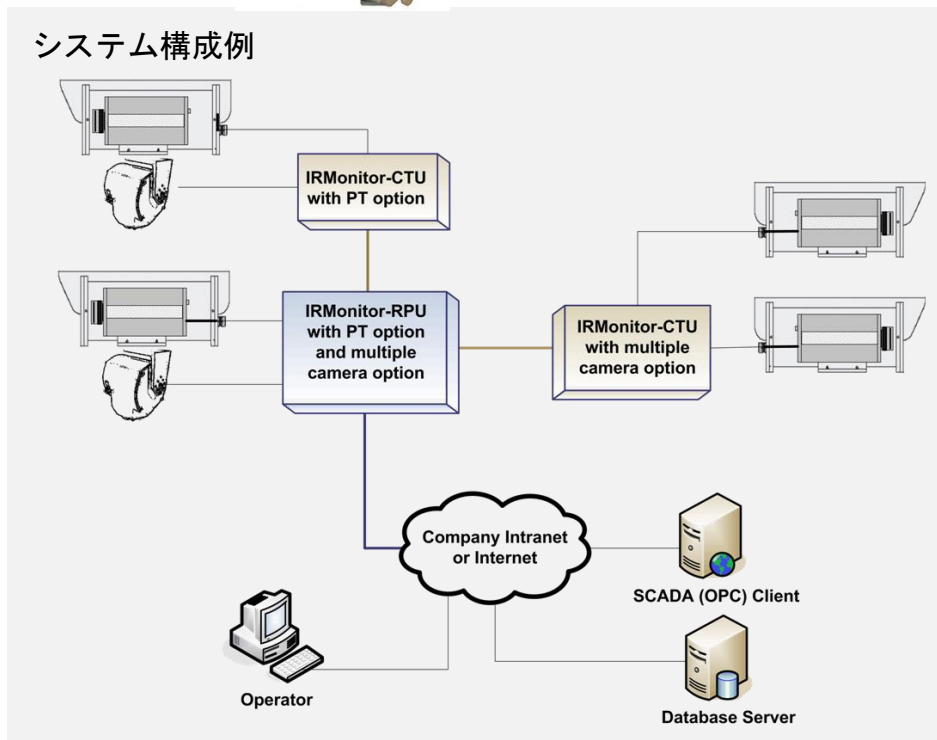 システム構成例
IRMonitor-CTU
with PT option
IRMonitor-RPU
with PT option
and multiple
camera option
IRMonitor-CTU
with multiple
camera option
Company Intranet
or Internet
SCADA (OPC) Client
Operator
Database Server